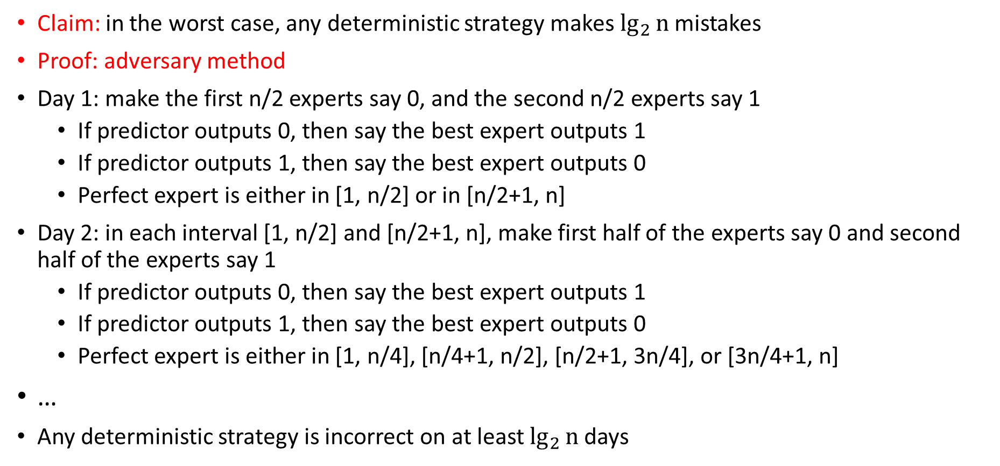 • Claim: in the worst case, any deterministic strategy makes lg₂ n mistakes
• Proof: adversary method
• Day 1: make the first n/2 experts say 0, and the second n/2 experts say 1
• If predictor outputs 0, then say the best expert outputs 1
• If predictor outputs 1, then say the best expert outputs 0
• Perfect expert is either in [1, n/2] or in [n/2+1, n]
• Day 2: in each interval [1, n/2] and [n/2+1, n], make first half of the experts say 0 and second
half of the experts say 1
• If predictor outputs 0, then say the best expert outputs 1
• If predictor outputs 1, then say the best expert outputs 0
• Perfect expert is either in [1, n/4], [n/4+1, n/2], [n/2+1, 3n/4], or [3n/4+1, n]
• ...
• Any deterministic strategy is incorrect on at least lg₂ n days